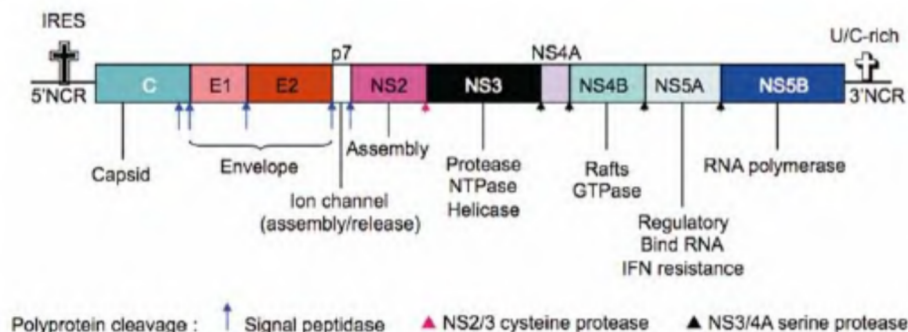 IRES
p7
NS4A
U/C-rich
5'NCR
C
E1
E2
NS2
NS3
NS4B
NS5A
NS5B
3'NCR
Capsid
Envelope
Ion channel
(assembly/release)
Assembly
Protease
NTPase
Helicase
Rafts
GTPase
Regulatory
Bind RNA
IFN resistance
RNA polymerase
Polyprotein cleavage : Signal peptidase NS2/3 cysteine protease NS3/4A serine protease